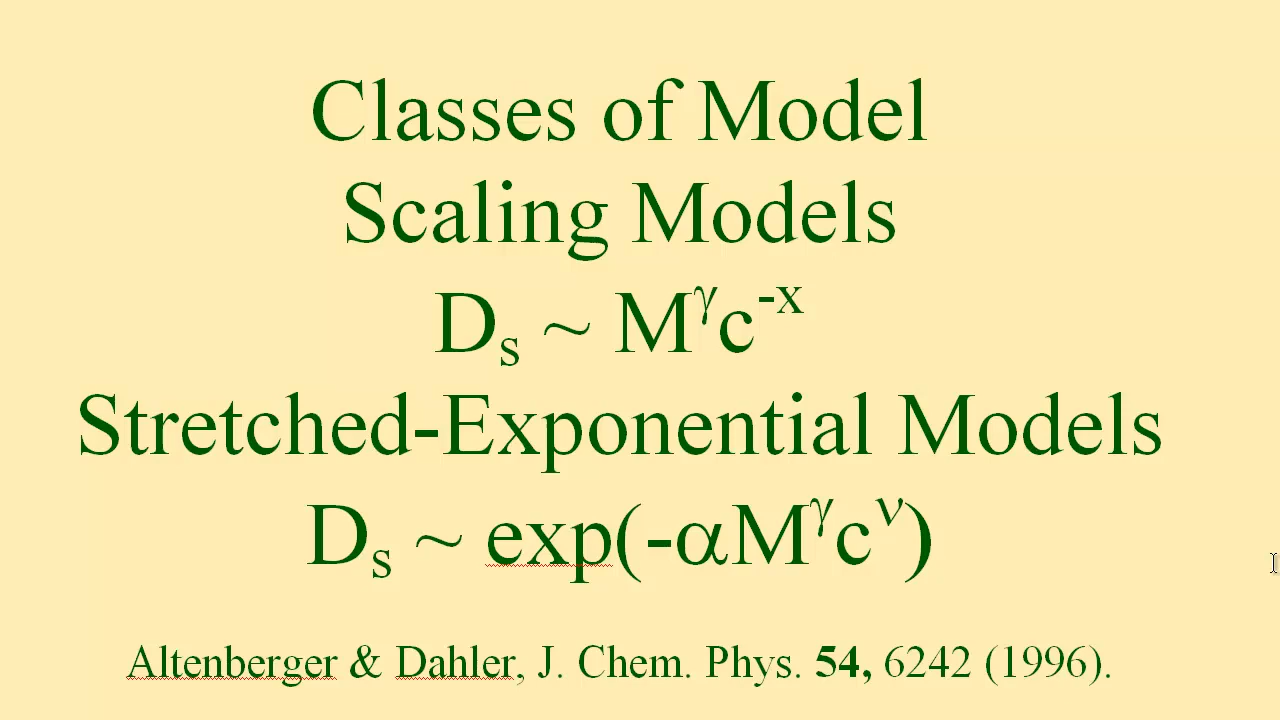 Classes of Model
Scaling Models
Dₛ ~ Mᵞc⁻ˣ
Stretched-Exponential Models
Dₛ ~ exp(-αMᵞc^ν)
Altenberger & Dahler, J. Chem. Phys. 54, 6242 (1996).